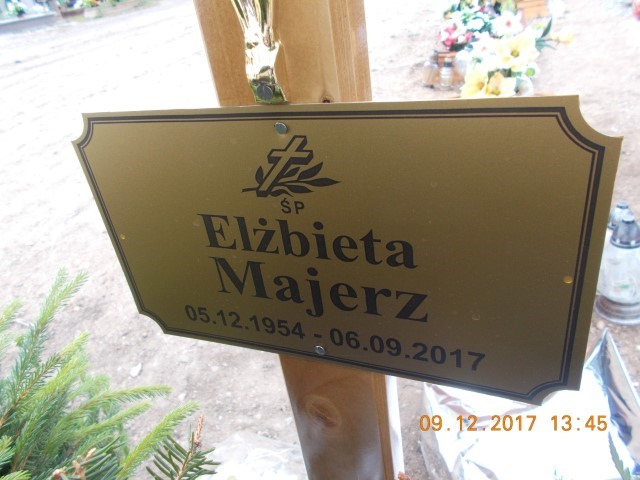 ŚP
Elżbieta
Majerz
05.12.1954 - 06.09.2017
09.12.2017 13:45